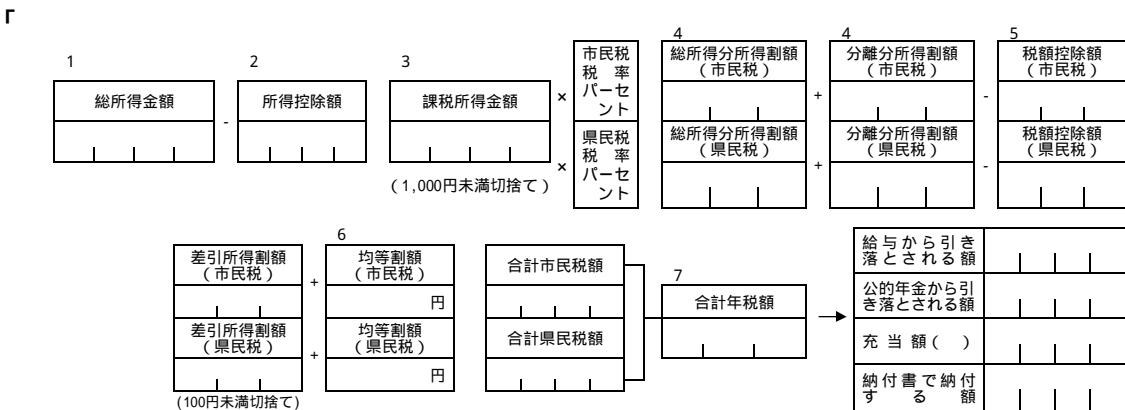 「
1
2
3
4
4
5
総所得金額
-
所得控除額
課税所得金額
(1,000円未満切捨て)
×
市民税
税 率
パーセ
ント
×
県民税
税 率
パーセ
ント
総所得分所得割額
(市民税)
+
分離分所得割額
(市民税)
-
税額控除額
(市民税)
総所得分所得割額
(県民税)
+
分離分所得割額
(県民税)
-
税額控除額
(県民税)
6
差引所得割額
(市民税)
+
均等割額
(市民税)
円
差引所得割額
(県民税)
+
均等割額
(県民税)
円
(100円未満切捨て)
合計市民税額
合計県民税額
7
合計年税額
→
給与から引き
落とされる額
公的年金から引
き落とされる額
充 当 額( )
納付書で納付
す る 額